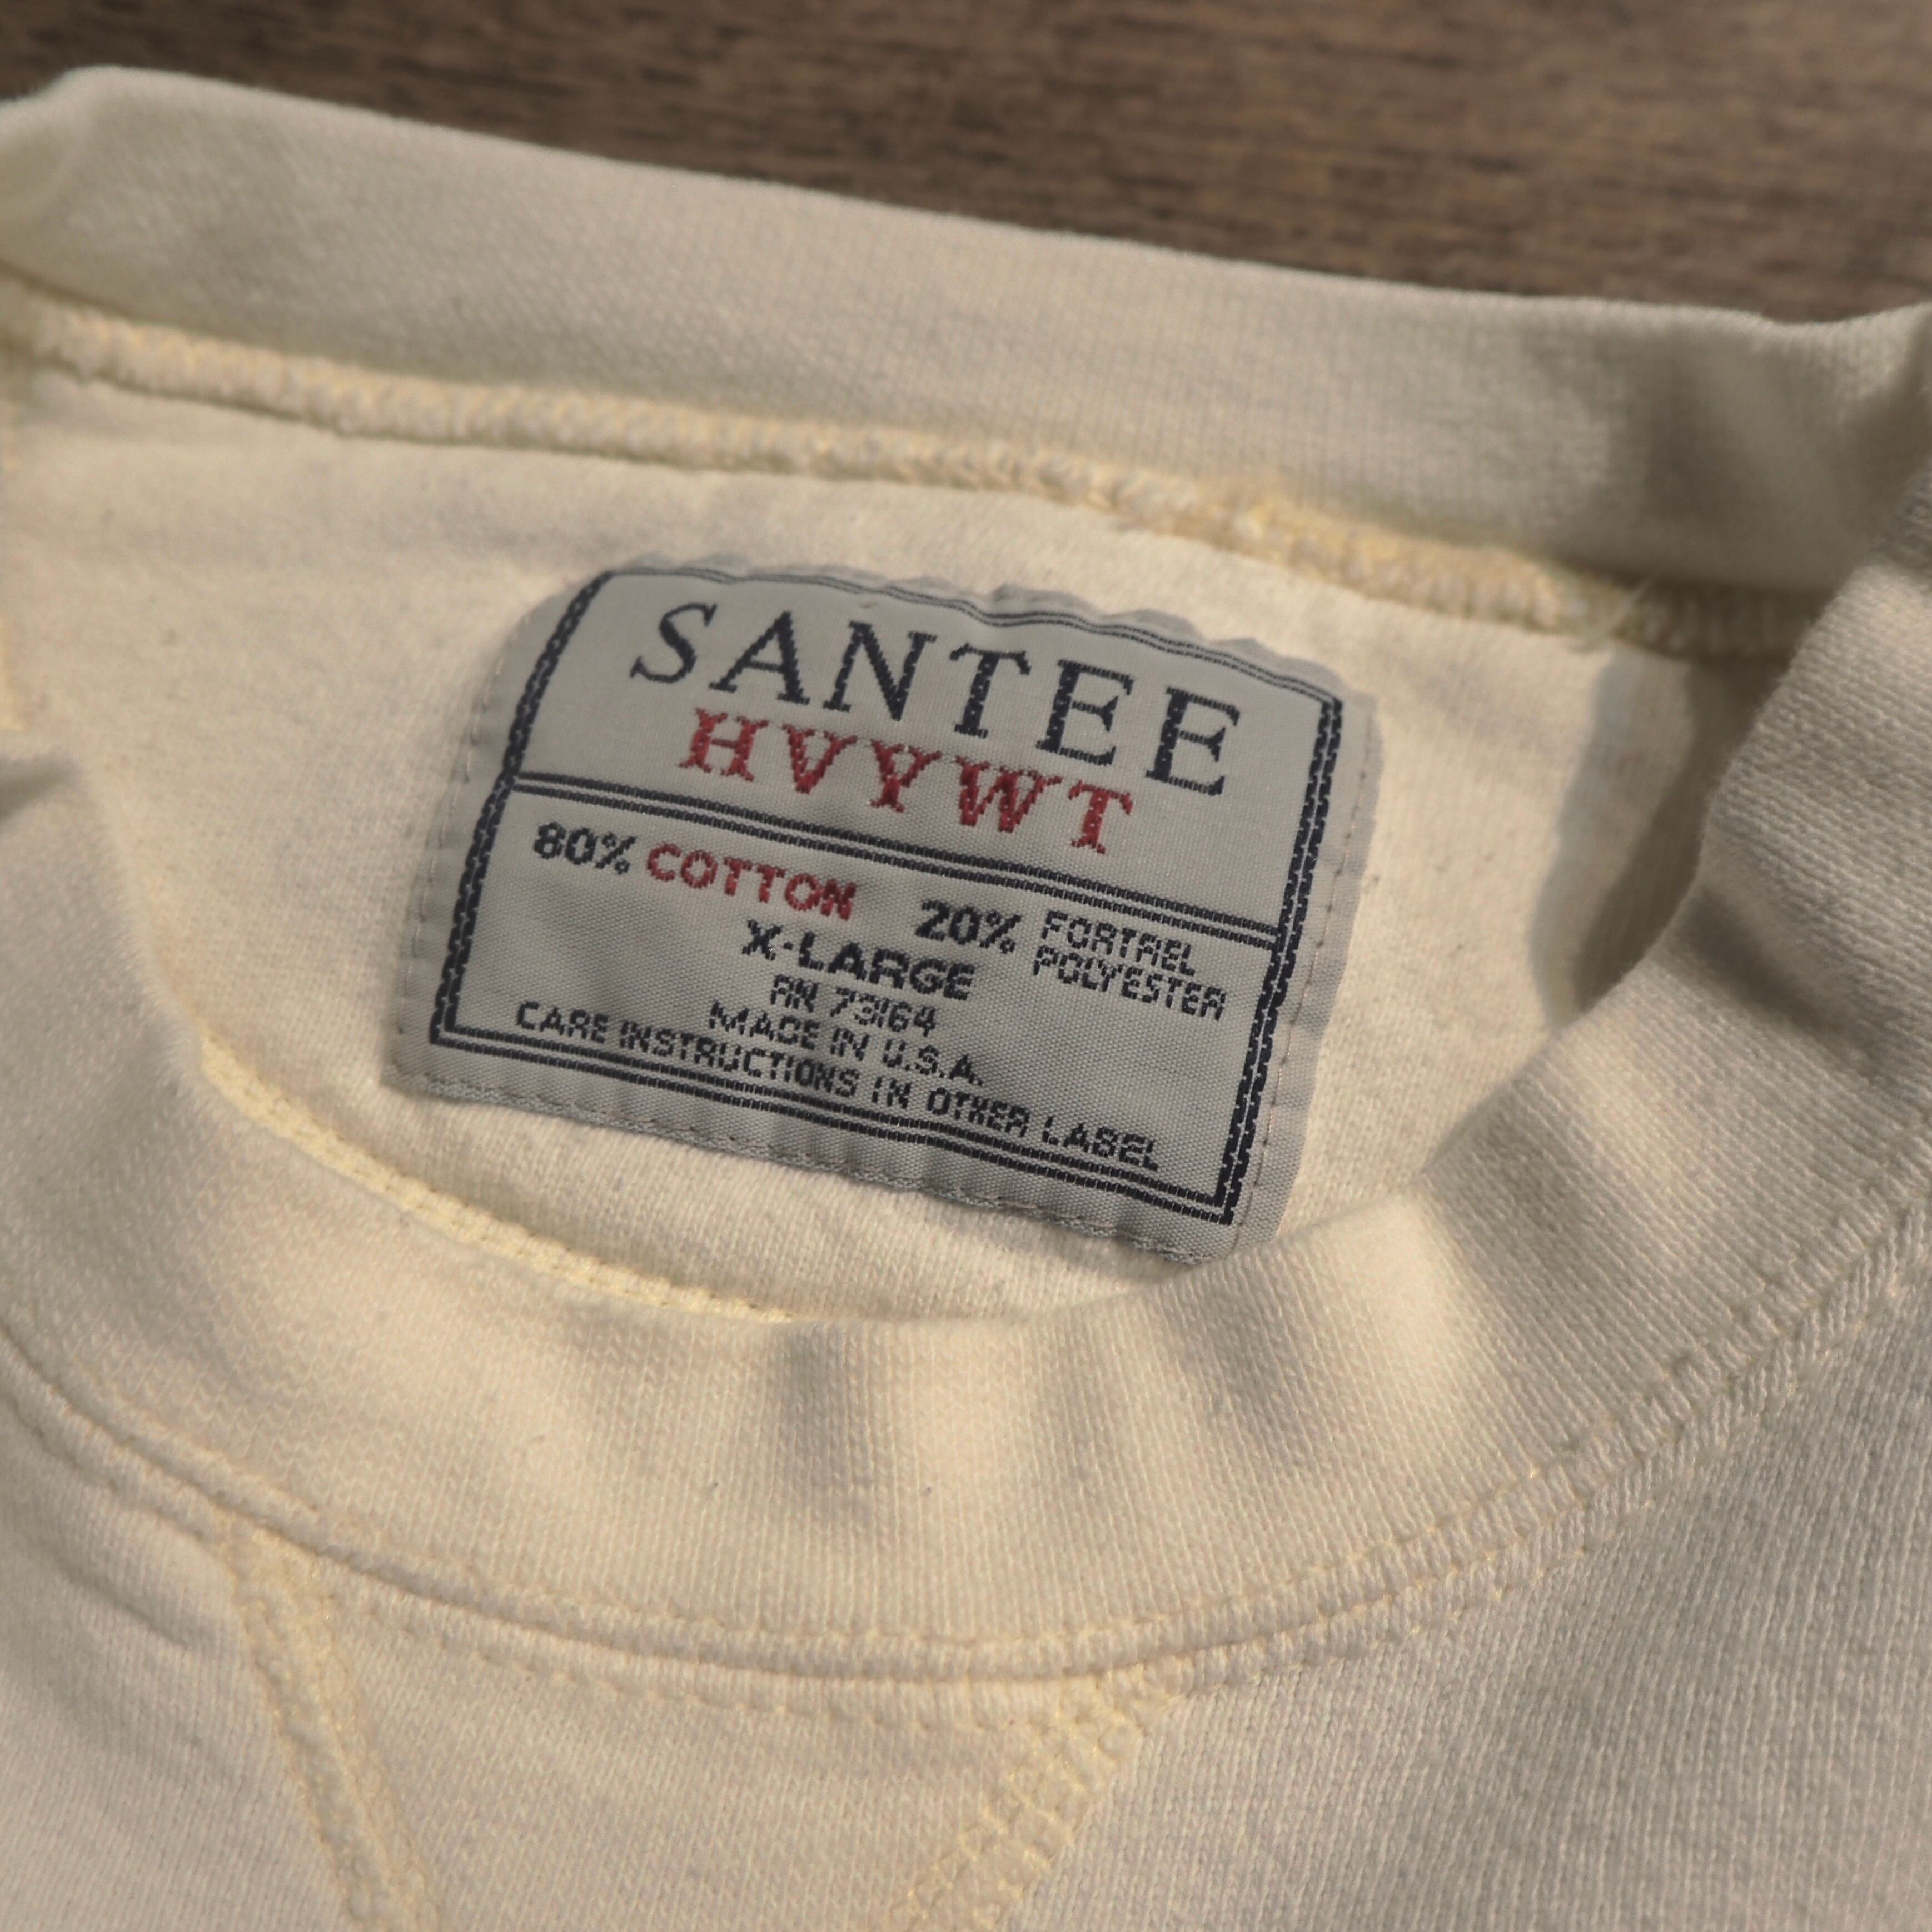 SANTEE
HVYWT
80% COTTON 20% FORTREL POLYESTER
X-LARGE
RN 73164
MADE IN U.S.A.
CARE INSTRUCTIONS IN OTHER LABEL